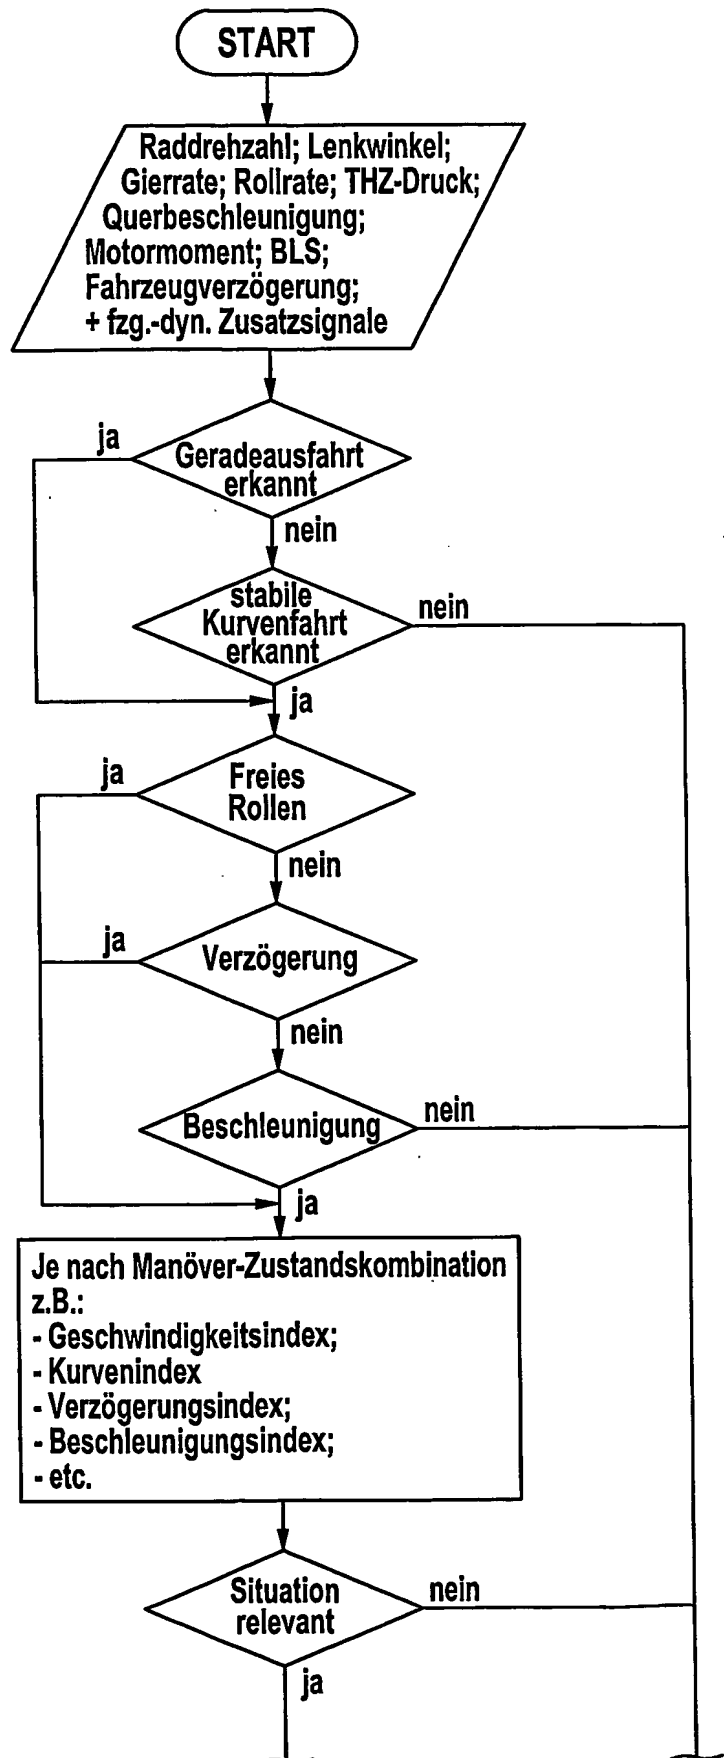 START
Raddrehzahl; Lenkwinkel;
Gierrate; Rollrate; THZ-Druck;
Querbeschleunigung;
Motormoment; BLS;
Fahrzeugverzögerung;
+ fzg.-dyn. Zusatzsignale
ja
Geradeausfahrt
erkannt
nein
stabile
Kurvenfahrt
erkannt
nein
ja
ja
Freies
Rollen
nein
ja
Verzögerung
nein
Beschleunigung
nein
ja
Je nach Manöver-Zustandskombination
z.B.:
- Geschwindigkeitsindex;
- Kurvenindex
- Verzögerungsindex;
- Beschleunigungsindex;
- etc.
Situation
relevant
nein
ja